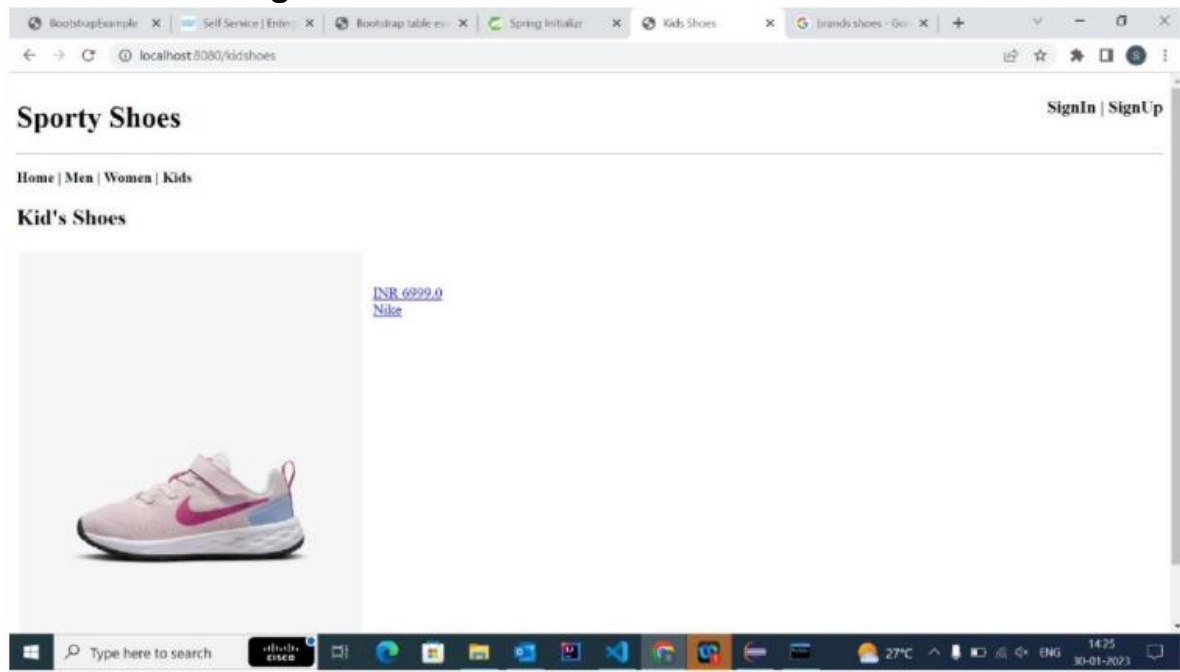 BootstrapExample
Self Service | Enter
Bootstrap table ex
Spring Initializr
Kids Shoes
brands shoes - Go
localhost:8080/kidshoes
S
Sporty Shoes
SignIn | SignUp
Home | Men | Women | Kids
Kid's Shoes
INR 6999.0
Nike
Type here to search
CISCO
27°C
ENG
14:25
30-01-2023